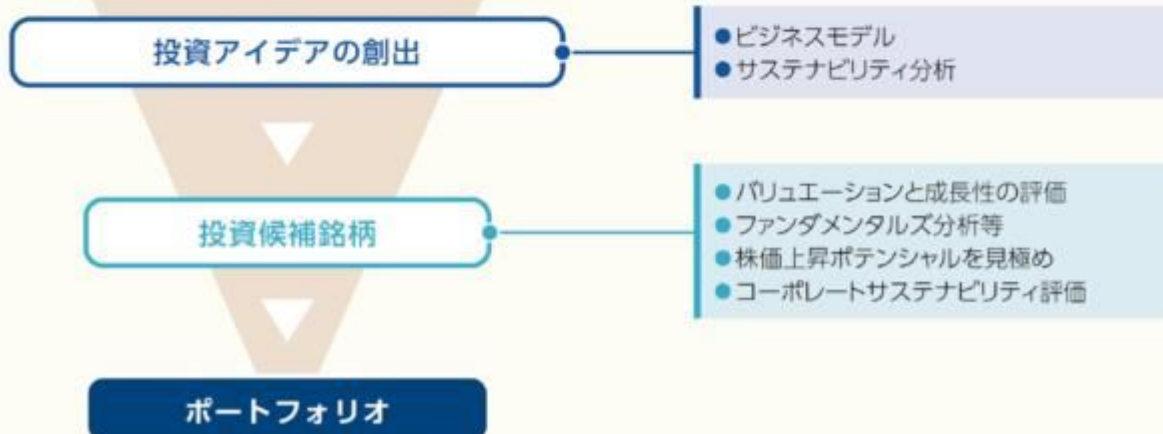 投資アイデアの創出
●ビジネスモデル
●サステナビリティ分析
投資候補銘柄
●バリュエーションと成長性の評価
●ファンダメンタルズ分析等
●株価上昇ポテンシャルを見極め
●コーポレートサステナビリティ評価
ポートフォリオ